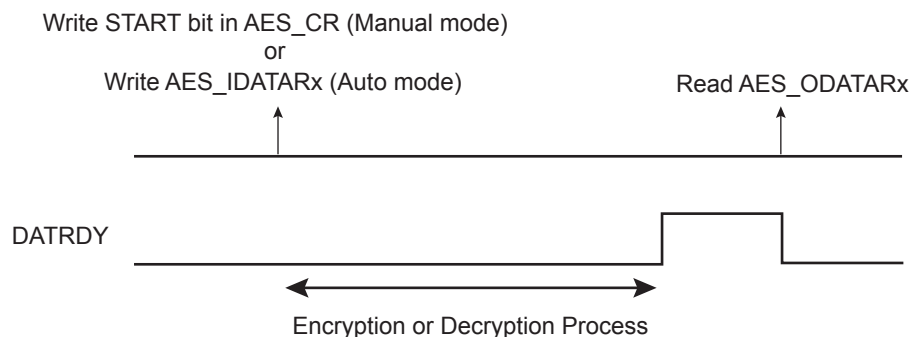 Write START bit in AES_CR (Manual mode)
or
Write AES_IDATARx (Auto mode)
Read AES_ODATARx
DATRDY
Encryption or Decryption Process